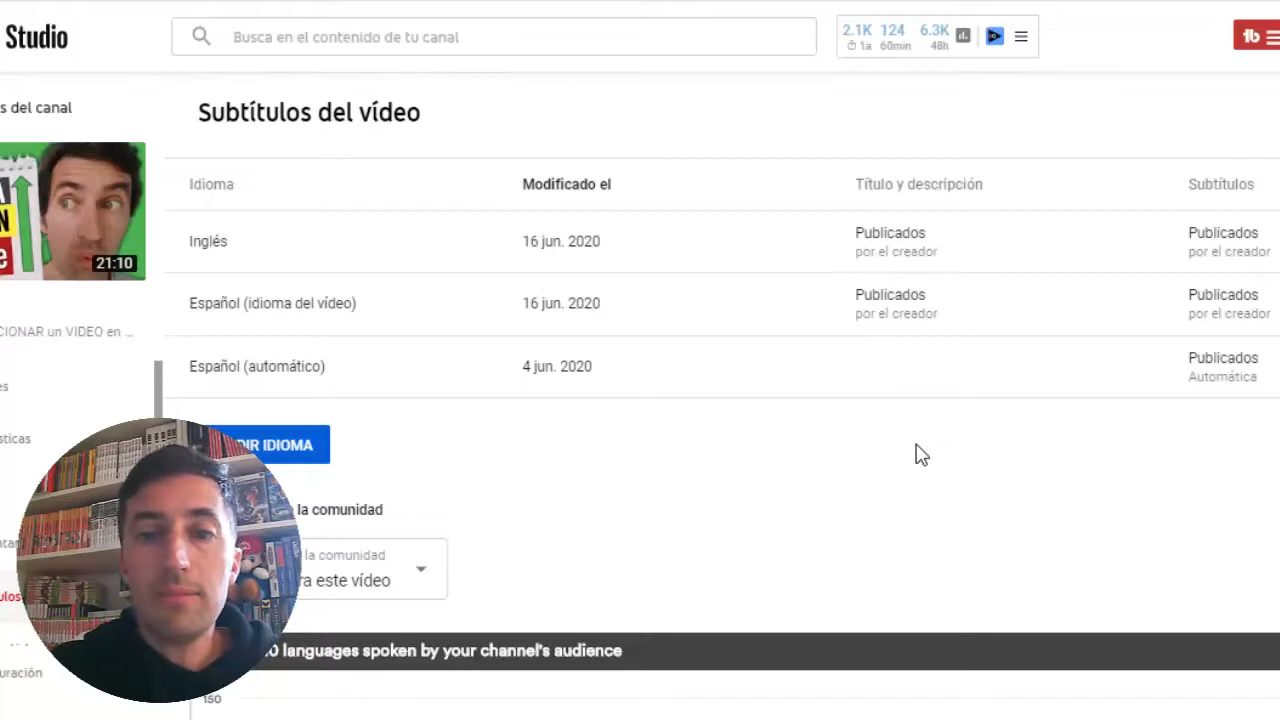 Studio
Busca en el contenido de tu canal
2.1K 124 6.3K
1a 60min 48h
s del canal
Subtítulos del vídeo
21:10
Idioma Modificado el Título y descripción Subtítulos
Inglés 16 jun. 2020 Publicados Publicados
por el creador por el creador
Español (idioma del vídeo) 16 jun. 2020 Publicados Publicados
por el creador por el creador
CIONAR un VIDEO en ...
Español (automático) 4 jun. 2020 Publicados
Automática
es
sticas
DIR IDIOMA
la comunidad
la comunidad
ra este vídeo
ntar
ulos
0 languages spoken by your channel's audience
uración
150